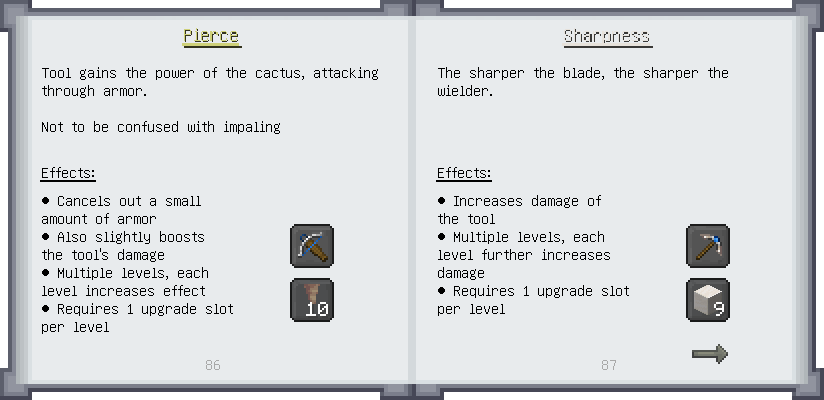 Pierce
Tool gains the power of the cactus, attacking
through armor.
Not to be confused with impaling
Effects:
• Cancels out a small
amount of armor
• Also slightly boosts
the tool's damage
• Multiple levels, each
level increases effect
• Requires 1 upgrade slot
per level
10
86
Sharpness
The sharper the blade, the sharper the
wielder.
Effects:
• Increases damage of
the tool
• Multiple levels, each
level further increases
damage
• Requires 1 upgrade slot
per level
9
87